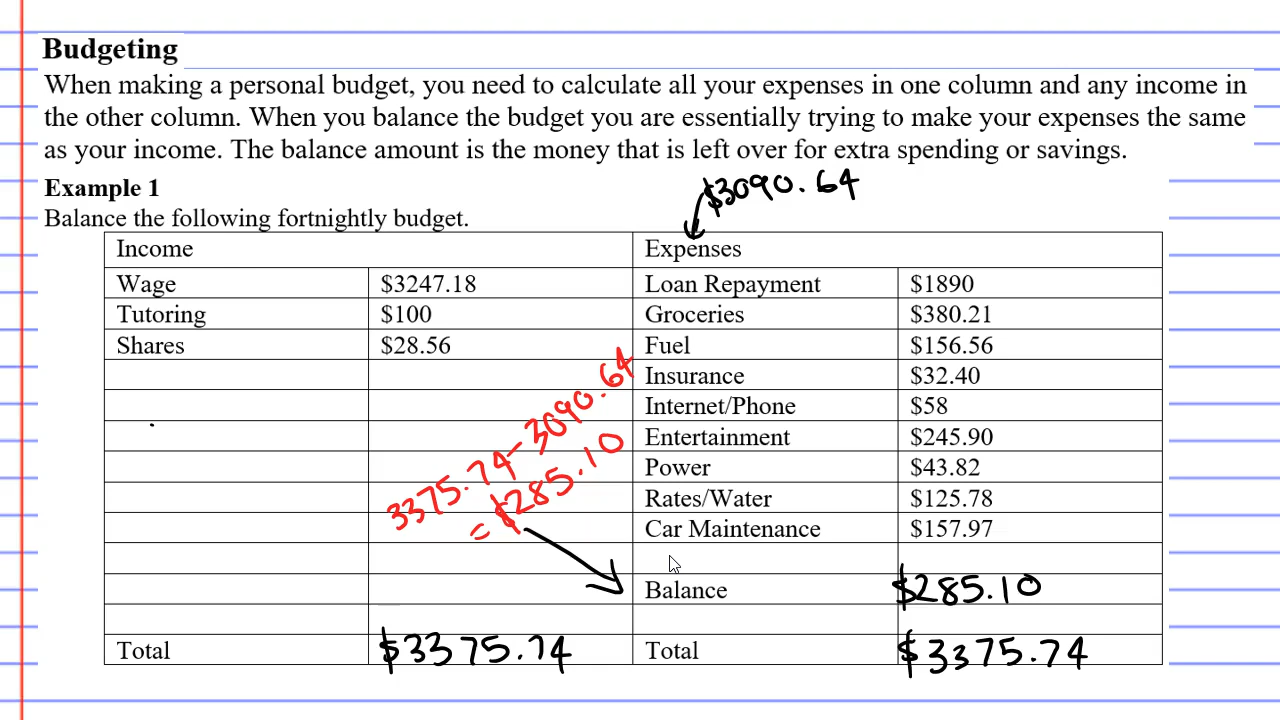 Budgeting
When making a personal budget, you need to calculate all your expenses in one column and any income in
the other column. When you balance the budget you are essentially trying to make your expenses the same
as your income. The balance amount is the money that is left over for extra spending or savings.
Example 1
$3090.64
Balance the following fortnightly budget.
Income Expenses
Wage $3247.18 Loan Repayment $1890
Tutoring $100 Groceries $380.21
Shares $28.56 Fuel $156.56
Insurance $32.40
Internet/Phone $58
Entertainment $245.90
Power $43.82
Rates/Water $125.78
Car Maintenance $157.97
3375.74-3090.64
= $285.10
Balance $285.10
Total $3375.74 Total $3375.74